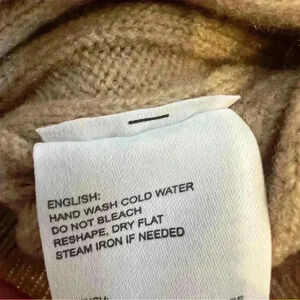 ENGLISH:
HAND WASH COLD WATER
DO NOT BLEACH
RESHAPE, DRY FLAT
STEAM IRON IF NEEDED